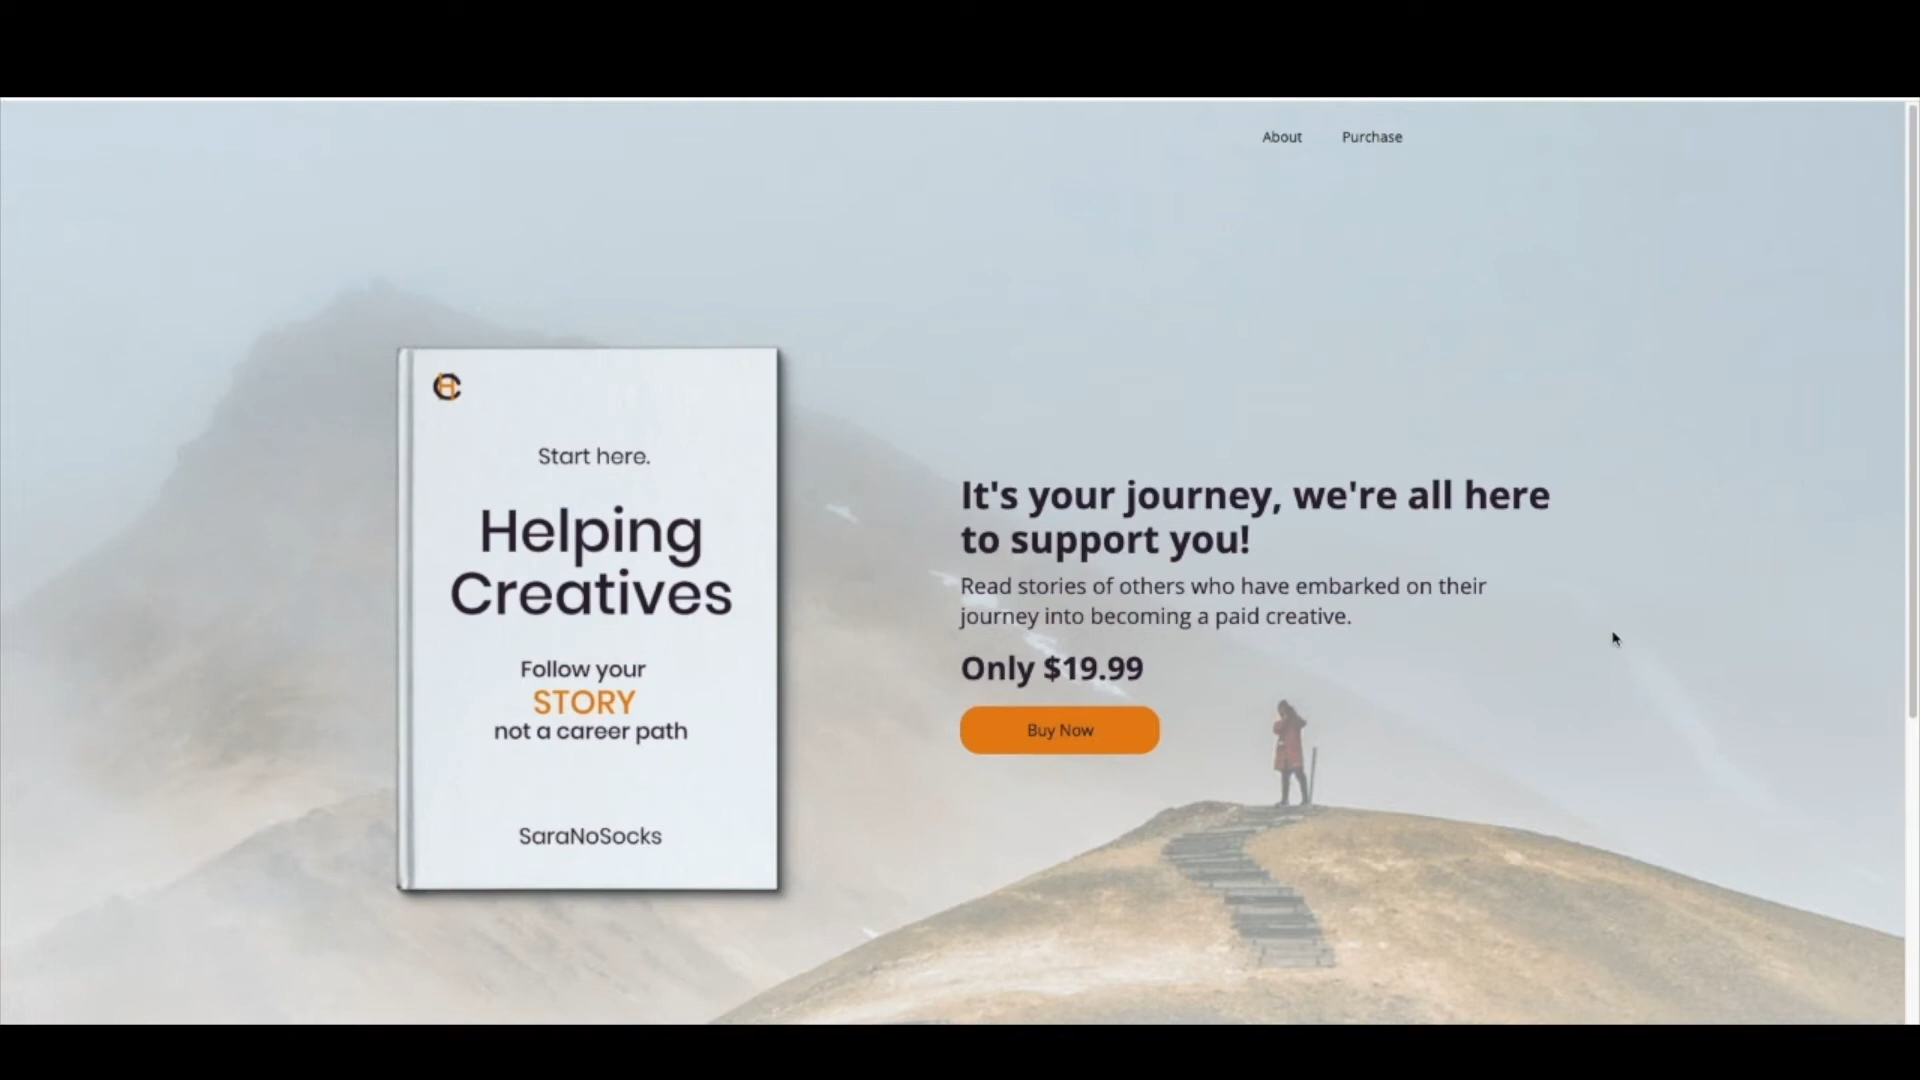 About Purchase
HC
Start here.
Helping
Creatives
Follow your
STORY
not a career path
SaraNoSocks
It's your journey, we're all here
to support you!
Read stories of others who have embarked on their
journey into becoming a paid creative.
Only $19.99
Buy Now